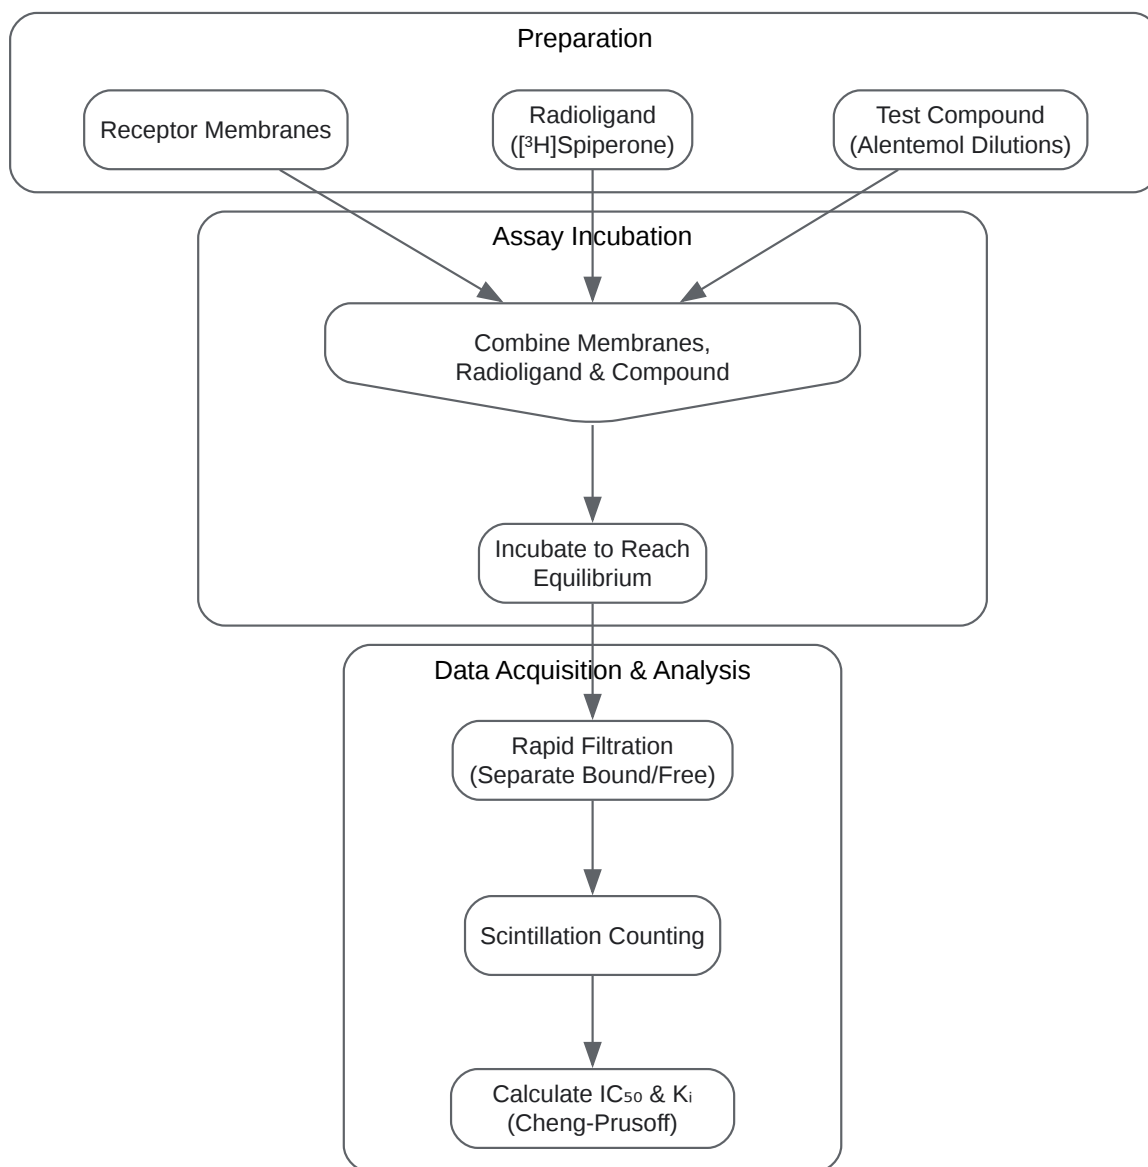 Preparation
Receptor Membranes
Radioligand
([³H]Spiperone)
Test Compound
(Alentemol Dilutions)
Assay Incubation
Combine Membranes,
Radioligand & Compound
Incubate to Reach
Equilibrium
Data Acquisition & Analysis
Rapid Filtration
(Separate Bound/Free)
Scintillation Counting
Calculate IC₅₀ & Kᵢ
(Cheng-Prusoff)